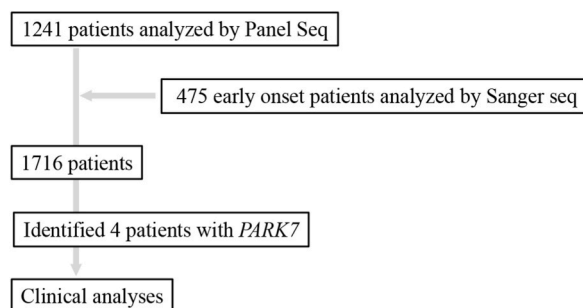 1241 patients analyzed by Panel Seq
475 early onset patients analyzed by Sanger seq
1716 patients
Identified 4 patients with PARK7
Clinical analyses